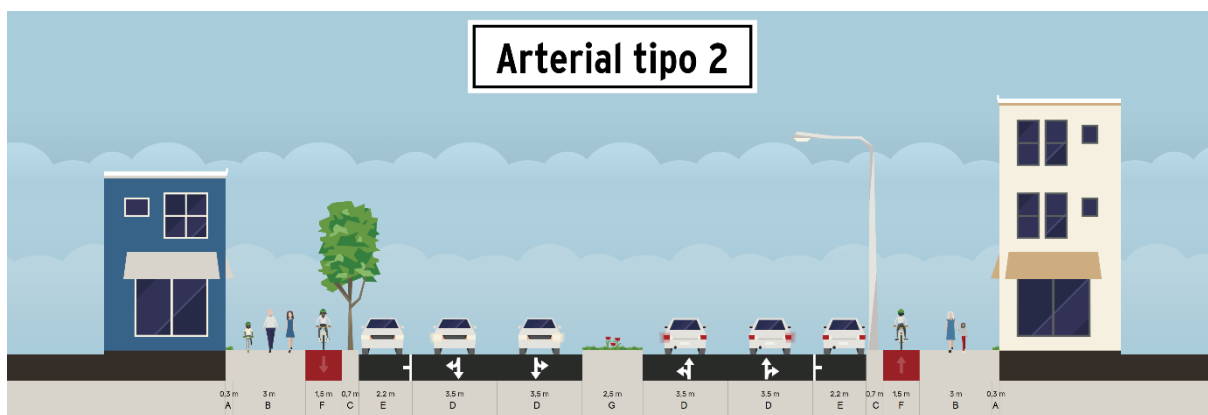 Arterial tipo 2
0,3 m 3 m 1,5 m 0,7 m 2,2 m 3,5 m 3,5 m 2,5 m 3,5 m 3,5 m 2,2 m 0,7 m 1,5 m 3 m 0,3 m
A B F C E D D G D D E C F B A